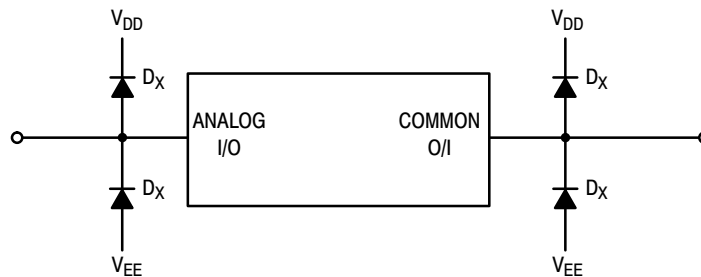 VDD
VDD
DX
DX
ANALOG
I/O
COMMON
O/I
DX
DX
VEE
VEE